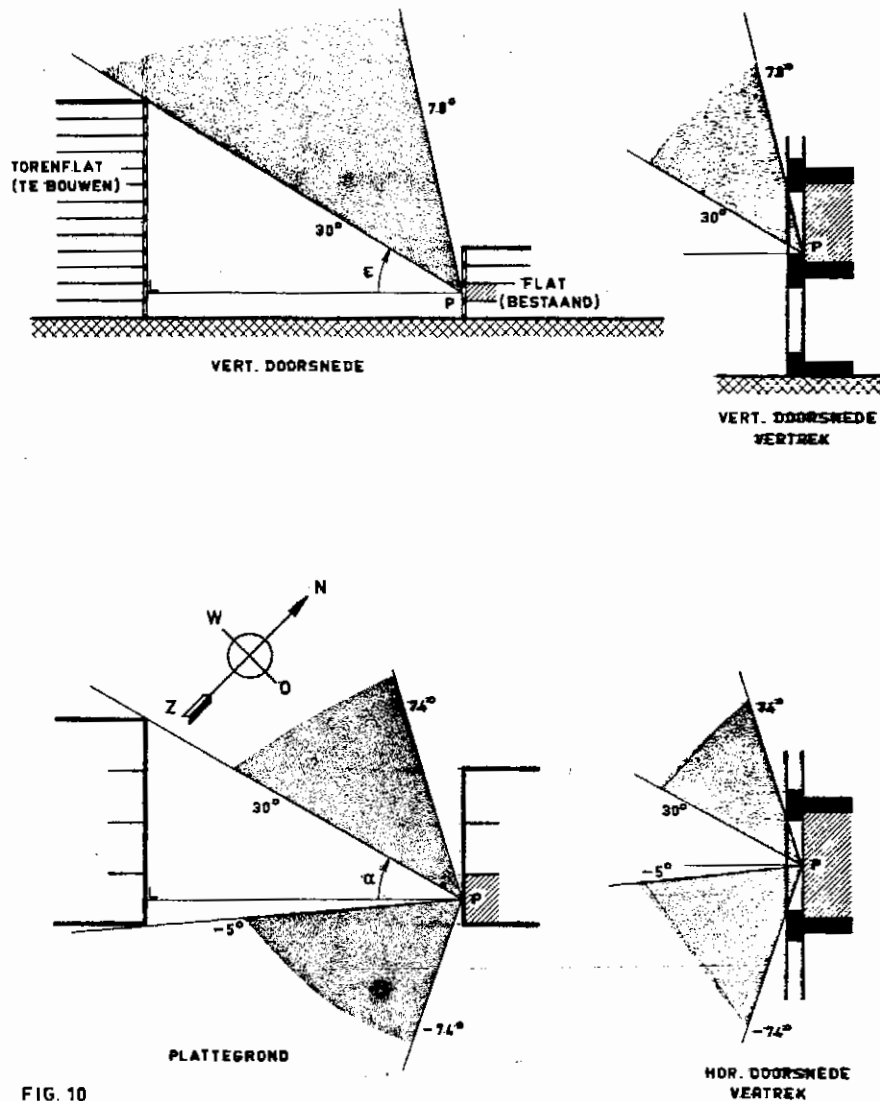 78°
TORENFLAT
(TE BOUWEN)
30°
ε
P
FLAT
(BESTAAND)
VERT. DOORSNEDE
78°
30°
P
VERT. DOORSNEDE
VERTREK
N
W
O
Z
74°
30°
α
P
-5°
-74°
PLATTEGROND
74°
30°
-5°
P
-74°
HOR. DOORSNEDE
VERTREK
FIG. 10